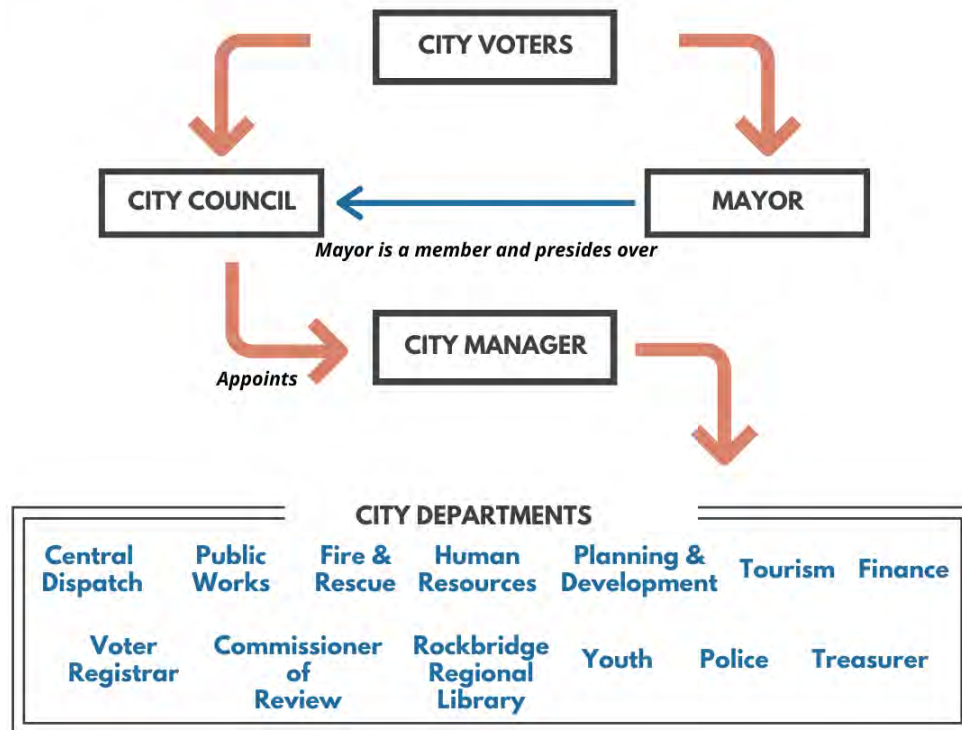 CITY VOTERS
CITY COUNCIL
MAYOR
Mayor is a member and presides over
CITY MANAGER
Appoints
CITY DEPARTMENTS
Central
Dispatch
Public
Works
Fire &
Rescue
Human
Resources
Planning &
Development
Tourism
Finance
Voter
Registrar
Commissioner
of
Review
Rockbridge
Regional
Library
Youth
Police
Treasurer